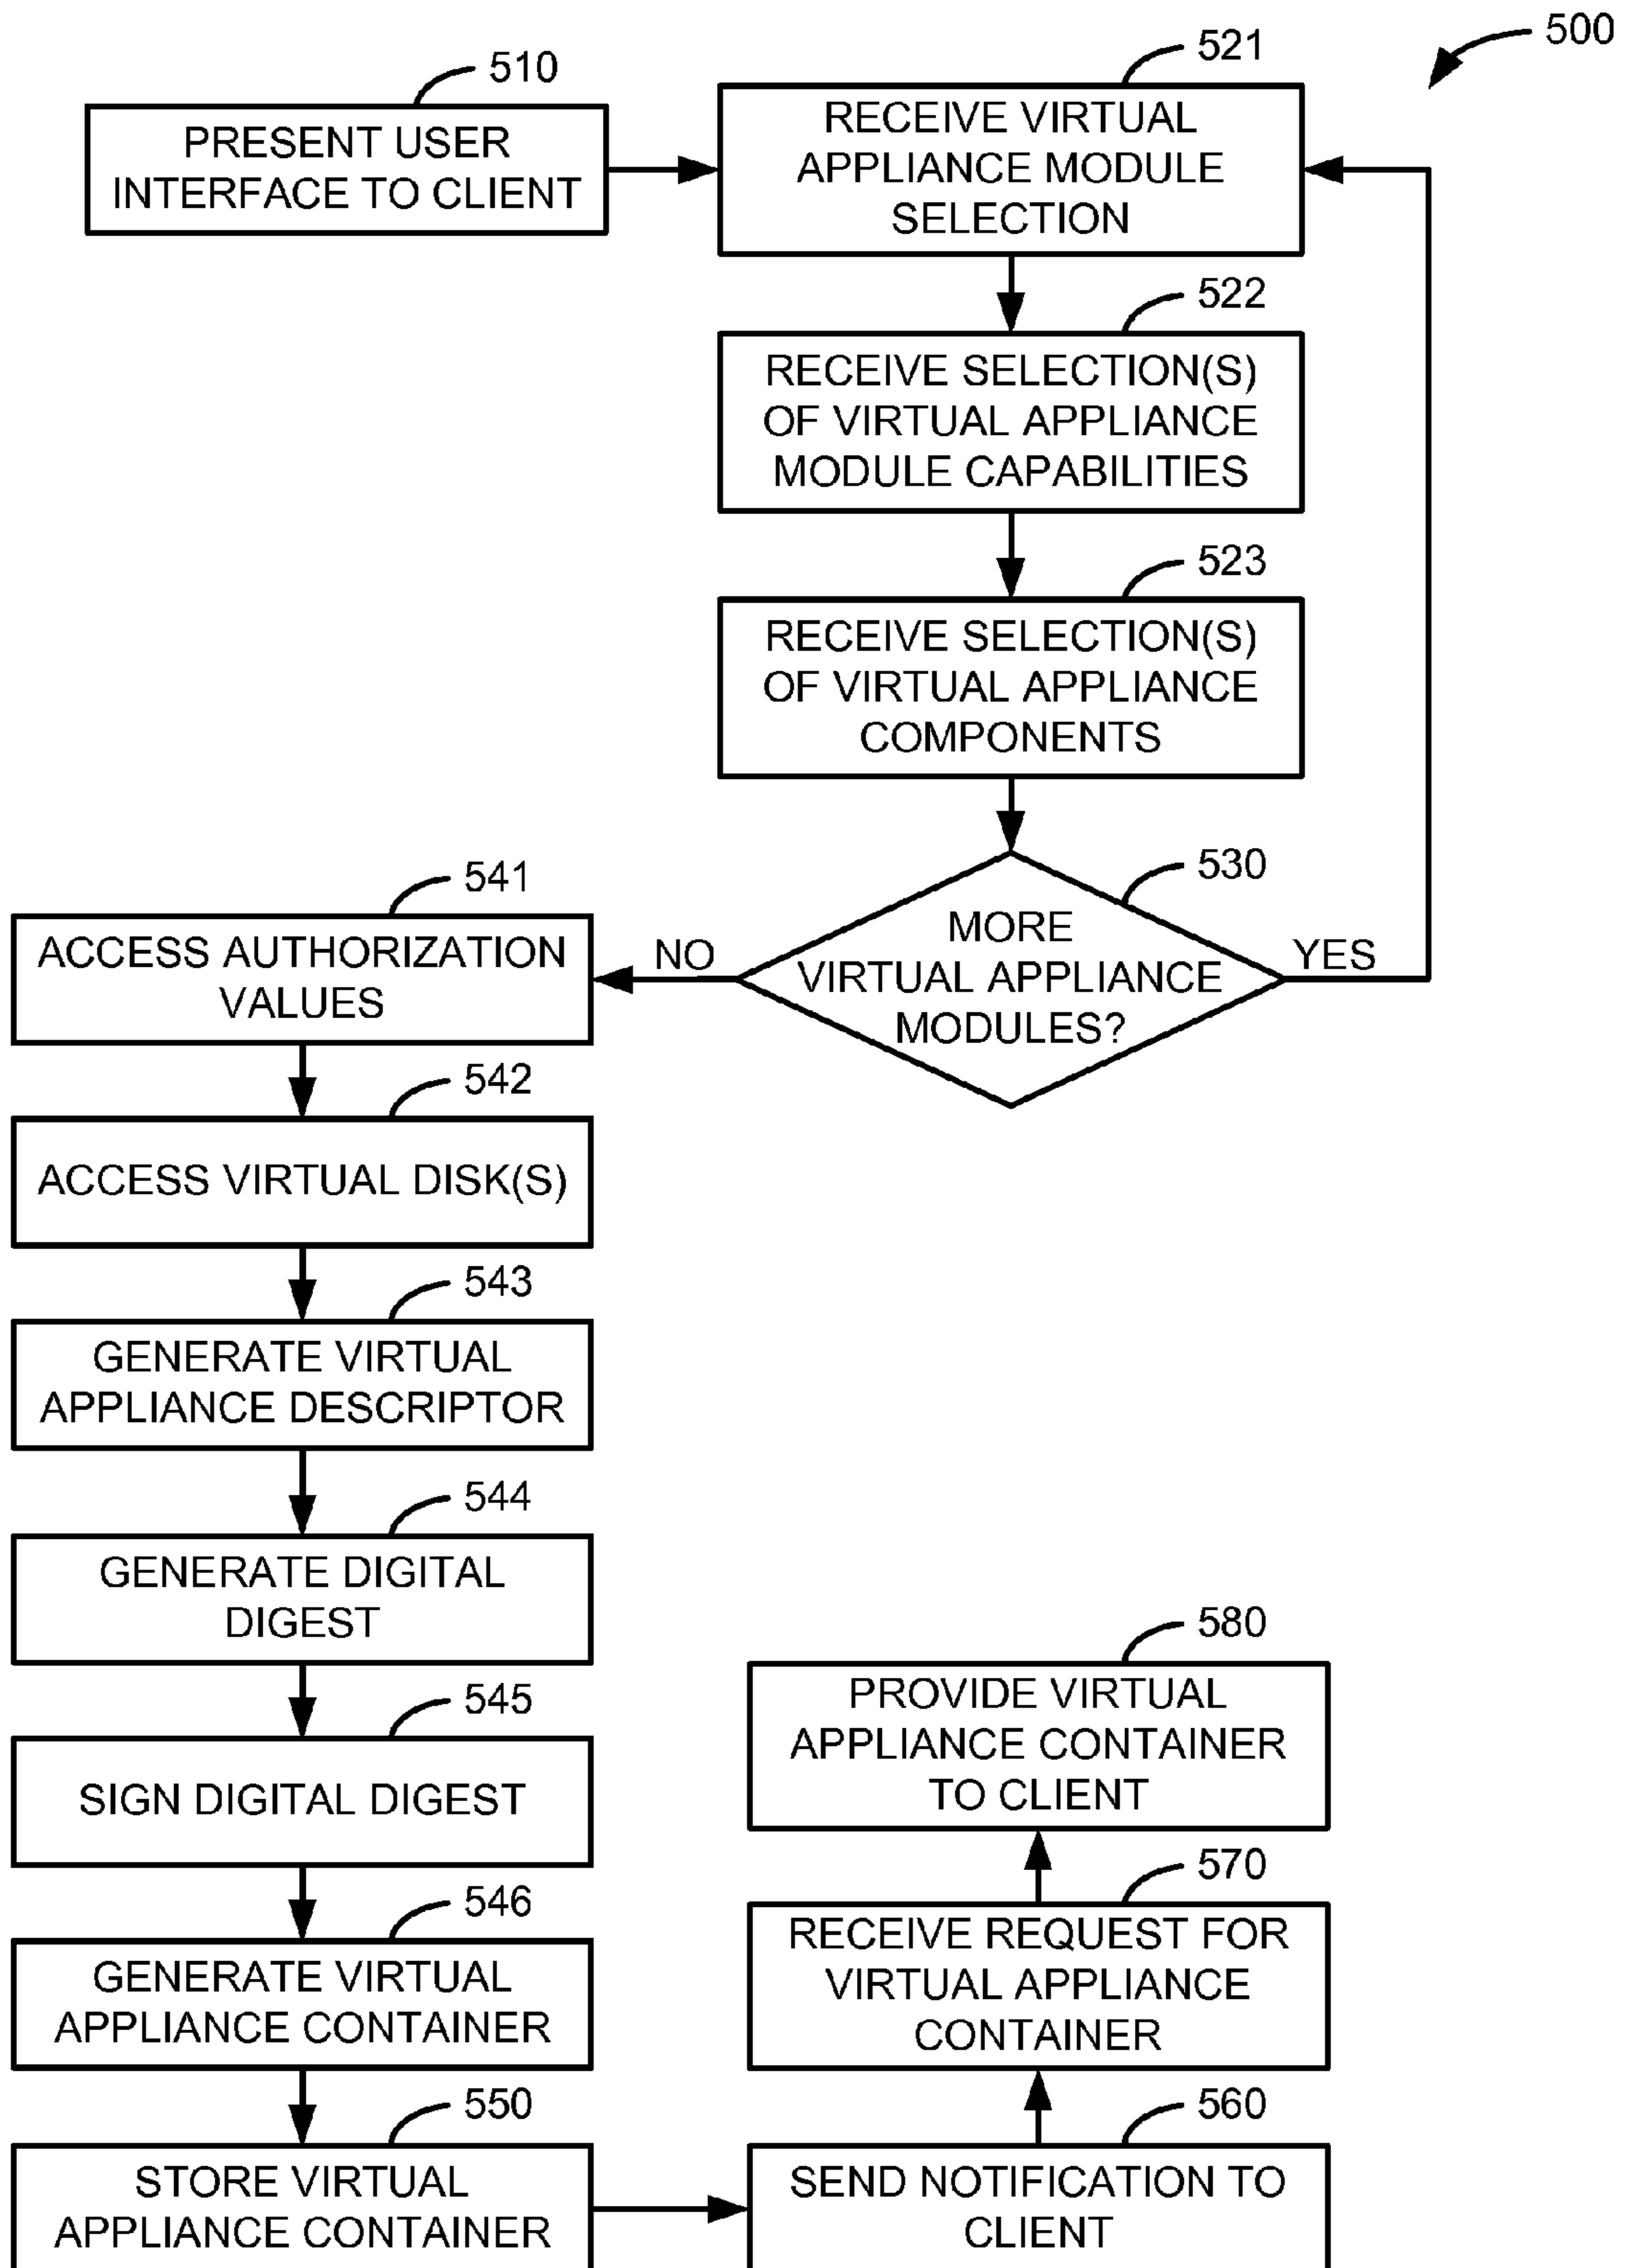 500
510
PRESENT USER
INTERFACE TO CLIENT
521
RECEIVE VIRTUAL
APPLIANCE MODULE
SELECTION
522
RECEIVE SELECTION(S)
OF VIRTUAL APPLIANCE
MODULE CAPABILITIES
523
RECEIVE SELECTION(S)
OF VIRTUAL APPLIANCE
COMPONENTS
530
MORE
VIRTUAL APPLIANCE
MODULES?
YES
NO
541
ACCESS AUTHORIZATION
VALUES
542
ACCESS VIRTUAL DISK(S)
543
GENERATE VIRTUAL
APPLIANCE DESCRIPTOR
544
GENERATE DIGITAL
DIGEST
545
SIGN DIGITAL DIGEST
546
GENERATE VIRTUAL
APPLIANCE CONTAINER
550
STORE VIRTUAL
APPLIANCE CONTAINER
560
SEND NOTIFICATION TO
CLIENT
570
RECEIVE REQUEST FOR
VIRTUAL APPLIANCE
CONTAINER
580
PROVIDE VIRTUAL
APPLIANCE CONTAINER
TO CLIENT